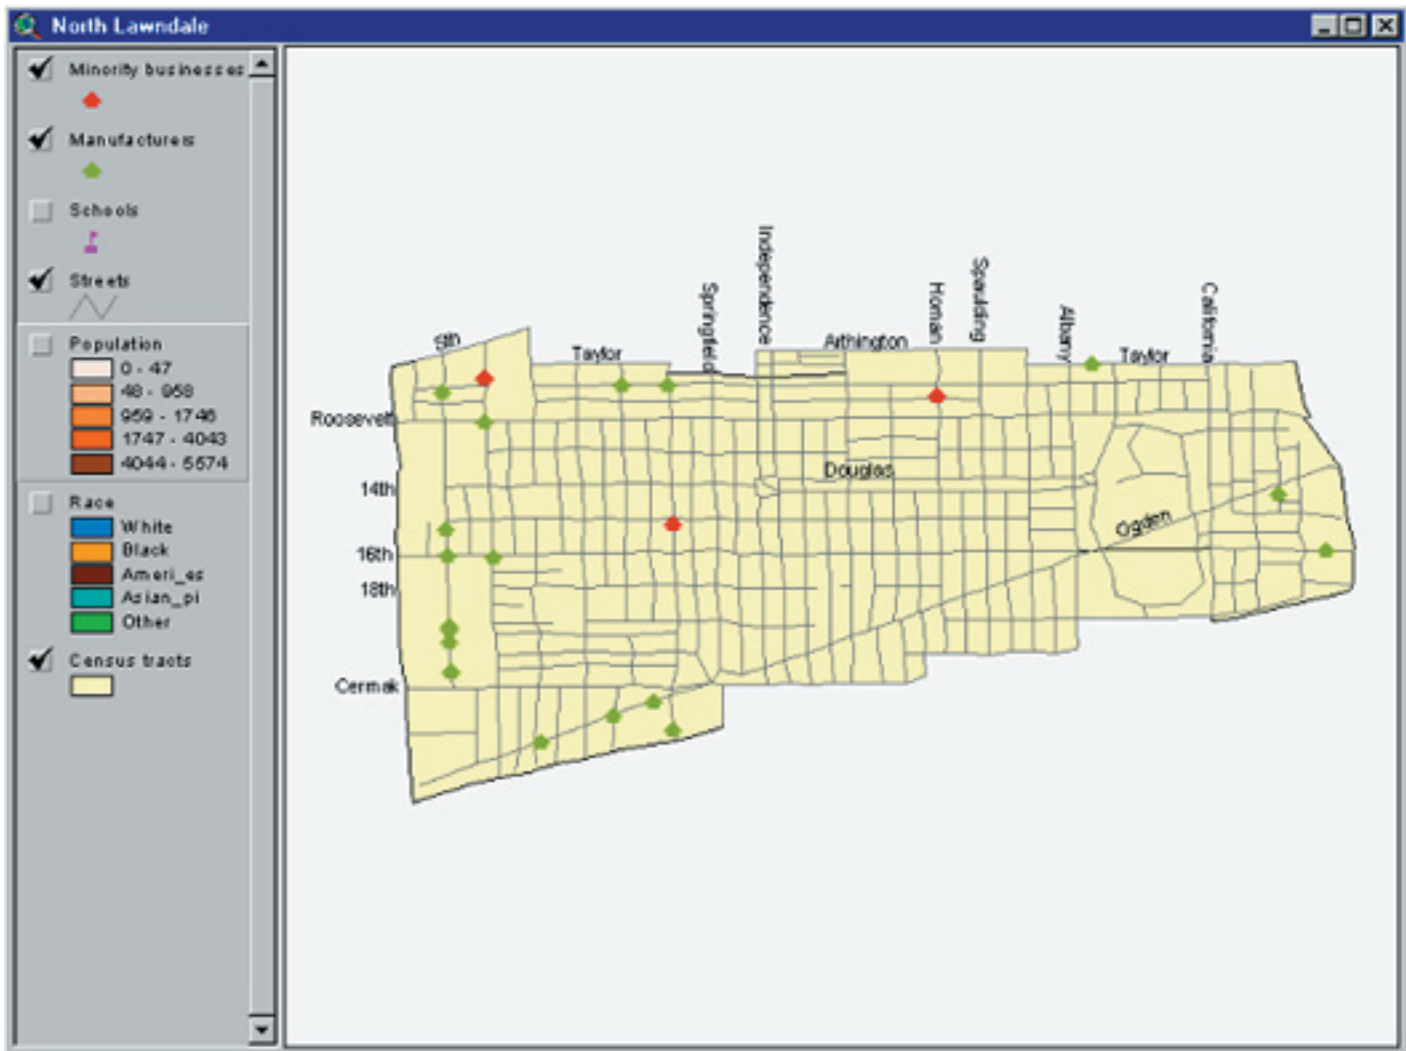 North Lawndale
Minority businesses
Manufacturers
Schools
Streets
Population
0 - 47
48 - 958
959 - 1746
1747 - 4043
4044 - 5574
Race
White
Black
Ameri_es
Asian_pi
Other
Census tracts
Independence
Springfield
Homan
Spaulding
Albany
California
5th
Taylor
Arthington
Taylor
Roosevelt
Douglas
14th
Ogden
16th
18th
Cermak